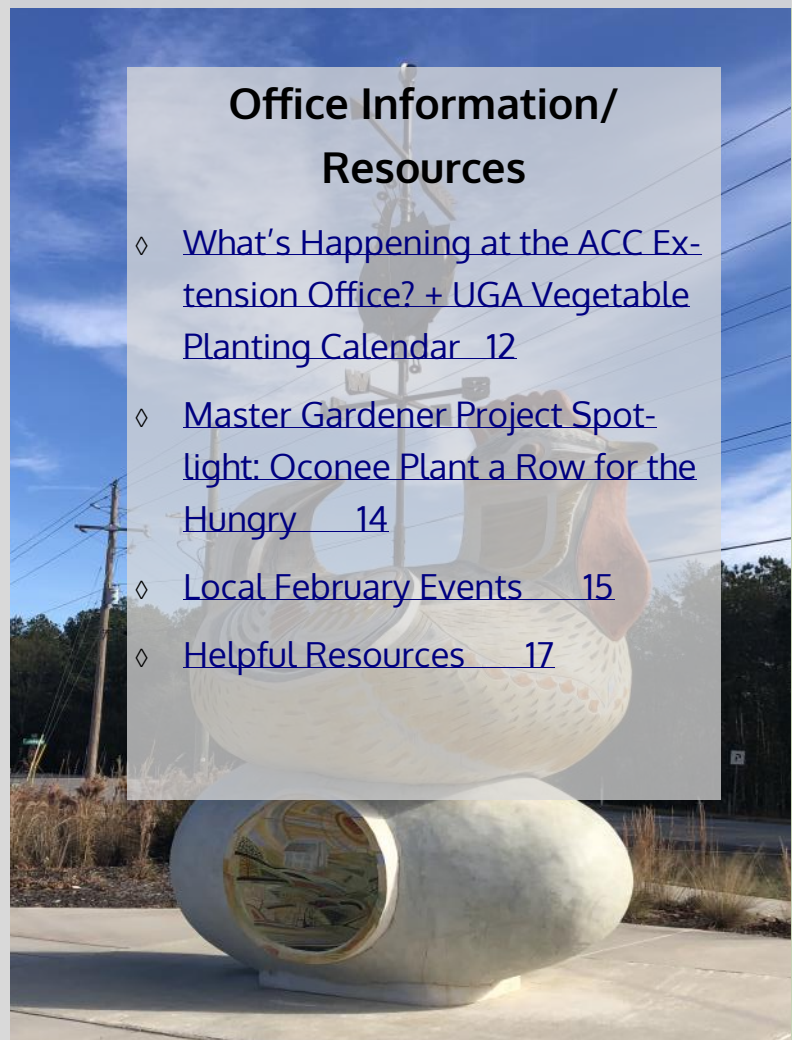 Office Information/
Resources
◊ What's Happening at the ACC Ex-
tension Office? + UGA Vegetable
Planting Calendar 12
◊ Master Gardener Project Spot-
light: Oconee Plant a Row for the
Hungry 14
◊ Local February Events 15
◊ Helpful Resources 17
W